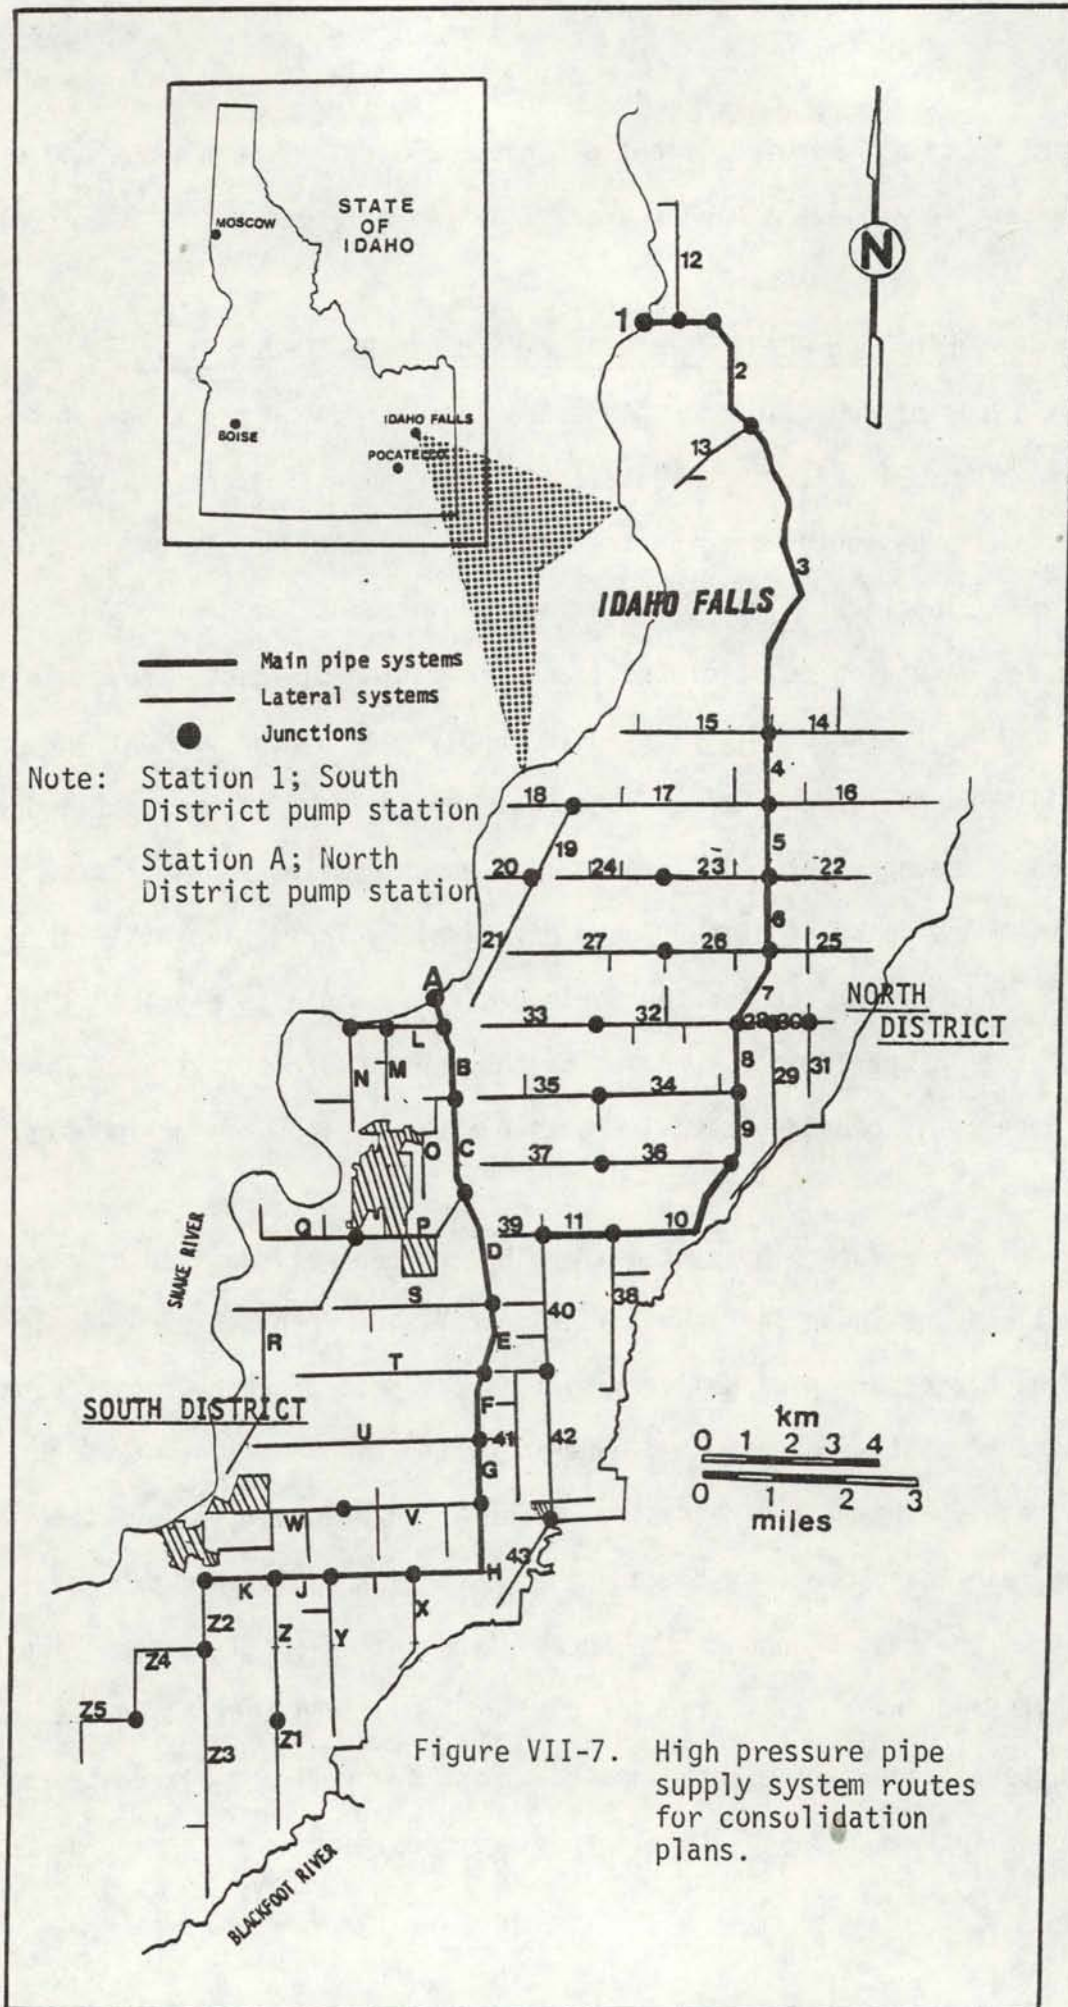 STATE
OF
IDAHO
MOSCOW
BOISE
IDAHO FALLS
POCATELLO
N
12
1
2
13
3
IDAHO FALLS
Main pipe systems
Lateral systems
Junctions
Note: Station 1; South
District pump station
Station A; North
District pump station
15 14
4
18 17 16
5
19
20 24 23 22
6
21 27 26 25
7
A
NORTH
DISTRICT
33 32 28 30
L
N M B
8 29 31
35 34
O C
9
37 36
Q P
39 11 10
D
SNAKE RIVER
S
40 38
R E
T
F
SOUTH DISTRICT
U 41 42
G
km
0 1 2 3 4
0 1 2 3
miles
W V
43
K J I H
Z2 Z Y X
Z4
Z5
Z3 Z1
Figure VII-7. High pressure pipe
supply system routes
for consolidation
plans.
BLACKFOOT RIVER